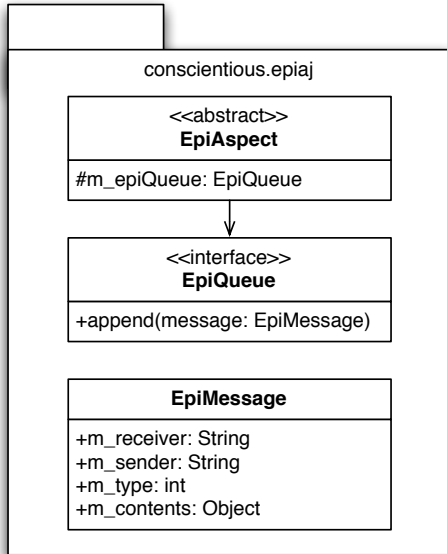 conscientious.epiaj
<<abstract>>
EpiAspect
#m_epiQueue: EpiQueue
<<interface>>
EpiQueue
+append(message: EpiMessage)
EpiMessage
+m_receiver: String
+m_sender: String
+m_type: int
+m_contents: Object